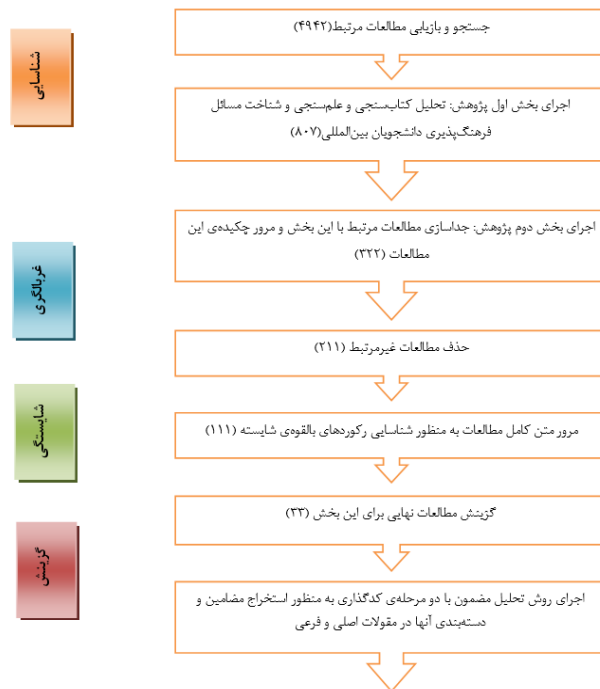 جستجو و بازیابی مطالعات مرتبط(۴۹۴۲)
شناسایی
اجرای بخش اول پژوهش: تحلیل کتاب‌سنجی و علم‌سنجی و شناخت مسائل
فرهنگ‌پذیری دانشجویان بین‌المللی(۸۰۷)
اجرای بخش دوم پژوهش: جداسازی مطالعات مرتبط با این بخش و مرور چکیده‌ی این
مطالعات (۳۲۲)
غربالگری
حذف مطالعات غیرمرتبط (۲۱۱)
شایستگی
مرور متن کامل مطالعات به منظور شناسایی رکوردهای بالقوه‌ی شایسته (۱۱۱)
گزینش مطالعات نهایی برای این بخش (۳۳)
گزینش
اجرای روش تحلیل مضمون با دو مرحله‌ی کدگذاری به منظور استخراج مضامین و
دسته‌بندی آنها در مقولات اصلی و فرعی